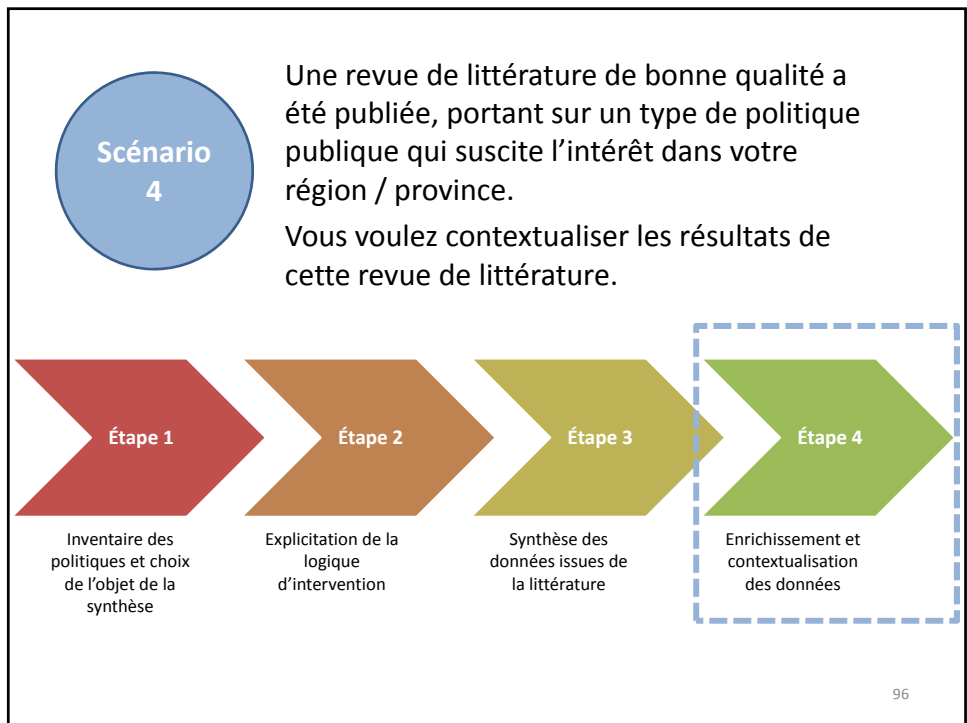 Scénario
4
Une revue de littérature de bonne qualité a
été publiée, portant sur un type de politique
publique qui suscite l’intérêt dans votre
région / province.
Vous voulez contextualiser les résultats de
cette revue de littérature.
Étape 1
Étape 2
Étape 3
Étape 4
Inventaire des
politiques et choix
de l’objet de la
synthèse
Explicitation de la
logique
d’intervention
Synthèse des
données issues de
la littérature
Enrichissement et
contextualisation
des données
96